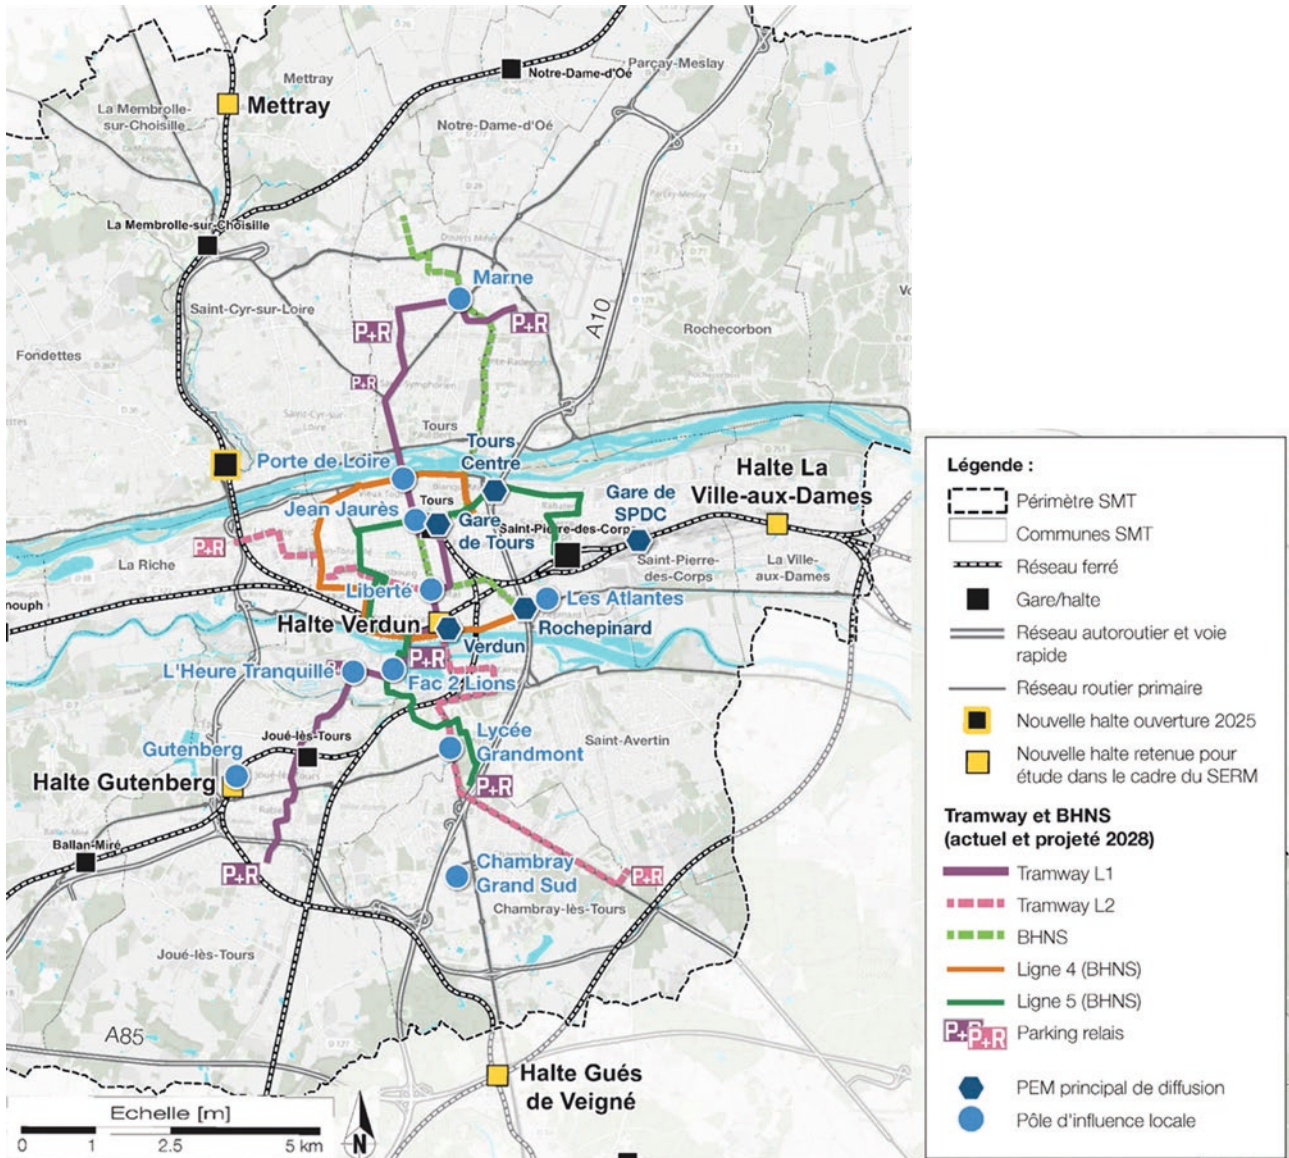 Mettray
Parçay-Meslay
Notre-Dame-d'Oé
La Membrolle-
sur-Choisille
Mettray
Notre-Dame-d'Oé
La Membrolle-sur-Choisille
Marne
Saint-Cyr-sur-Loire
P+R
P+R
A10
Rochecorbon
Fondettes
P+R
Tours
Porte de Loire
Tours
Centre
Halte La
Ville-aux-Dames
Jean Jaurès
Tours
Gare de
SPDC
Gare
de Tours
Saint-Pierre-des-Corps
P+R
La Riche
Saint-Pierre-
des-Corps
La Ville-
aux-Dames
Liberté
Les Atlantes
Halte Verdun
Rochepinard
Verdun
P+R
L'Heure Tranquille
Fac 2 Lions
Joué-lès-Tours
Lycée
Grandmont
Saint-Avertin
Gutenberg
Halte Gutenberg
P+R
Ballan-Miré
P+R
Chambray
Grand Sud
P+R
Chambray-lès-Tours
Joué-lès-Tours
A85
Halte Gués
de Veigné
Echelle [m]
0 1 2.5 5 km
N
Légende :
Périmètre SMT
Communes SMT
Réseau ferré
Gare/halte
Réseau autoroutier et voie
rapide
Réseau routier primaire
Nouvelle halte ouverture 2025
Nouvelle halte retenue pour
étude dans le cadre du SERM
Tramway et BHNS
(actuel et projeté 2028)
Tramway L1
Tramway L2
BHNS
Ligne 4 (BHNS)
Ligne 5 (BHNS)
P+R P+R Parking relais
PEM principal de diffusion
Pôle d'influence locale